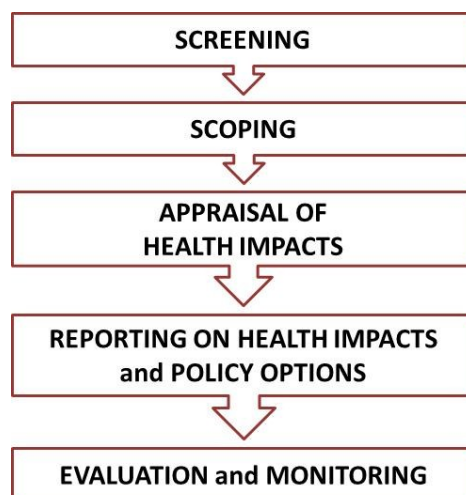 SCREENING
SCOPING
APPRAISAL OF
HEALTH IMPACTS
REPORTING ON HEALTH IMPACTS
and POLICY OPTIONS
EVALUATION and MONITORING